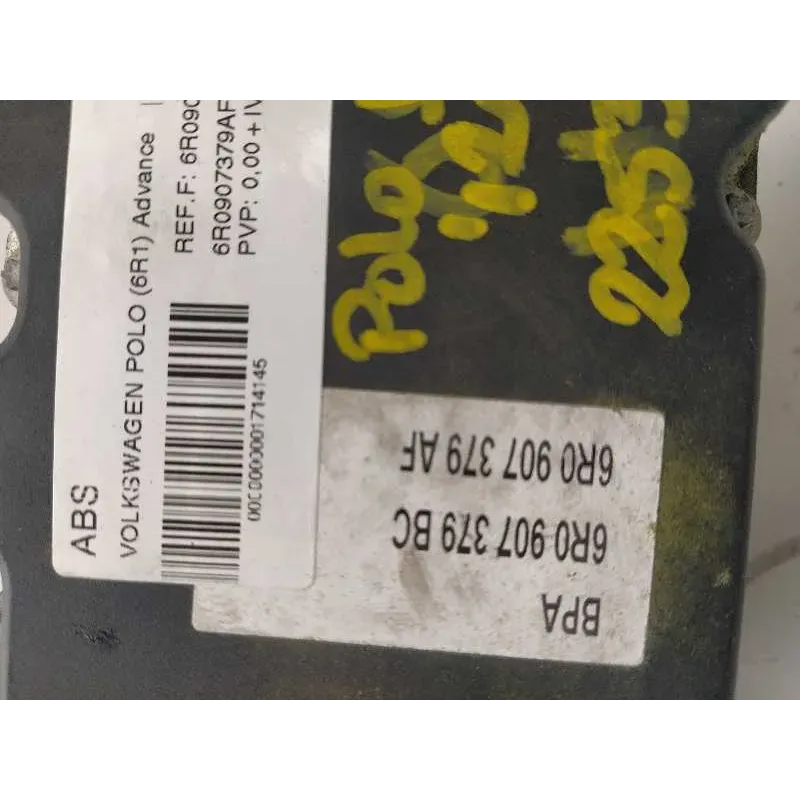 ABS
VOLKSWAGEN POLO (6R1) Advance |
REF.F: 6R090
6R0907379AF
PVP: 0,00 + IV
0000000001714145
POLO
BPA
6R0 907 379 BC
6R0 907 379 AF